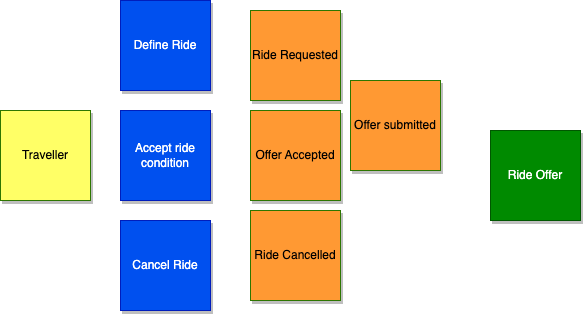 Define Ride
Ride Requested
Offer submitted
Traveller
Accept ride
condition
Offer Accepted
Ride Offer
Cancel Ride
Ride Cancelled